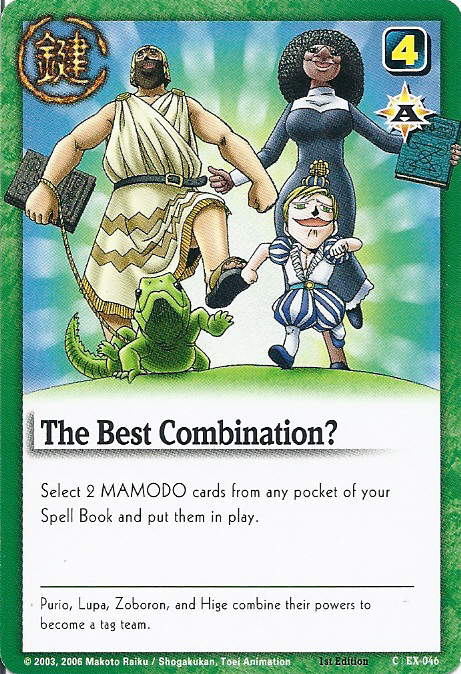 鍵
4
A
The Best Combination?
Select 2 MAMODO cards from any pocket of your
Spell Book and put them in play.
Purio, Lupa, Zoboron, and Hige combine their powers to
become a tag team.
© 2003, 2006 Makoto Raiku / Shogakukan, Toei Animation 1st Edition C EX-046